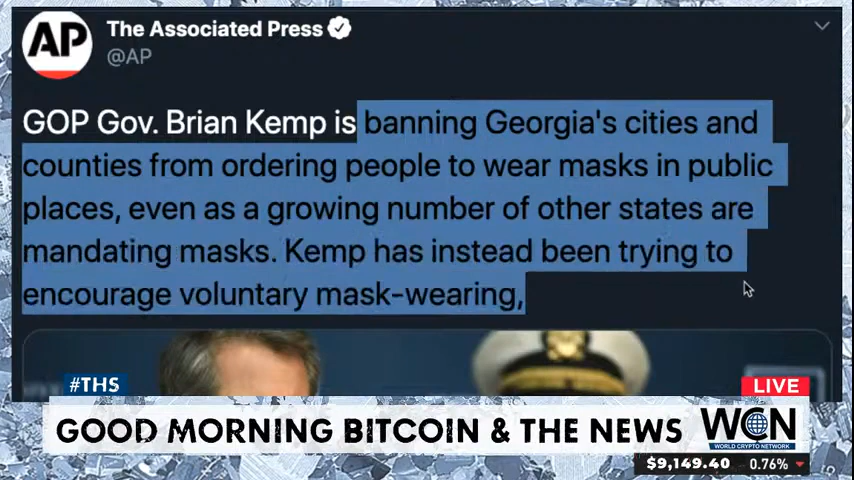 AP
The Associated Press
@AP
GOP Gov. Brian Kemp is banning Georgia's cities and
counties from ordering people to wear masks in public
places, even as a growing number of other states are
mandating masks. Kemp has instead been trying to
encourage voluntary mask-wearing,
#THS
LIVE
GOOD MORNING BITCOIN & THE NEWS
WCN
WORLD CRYPTO NETWORK
$9,149.40 0.76%